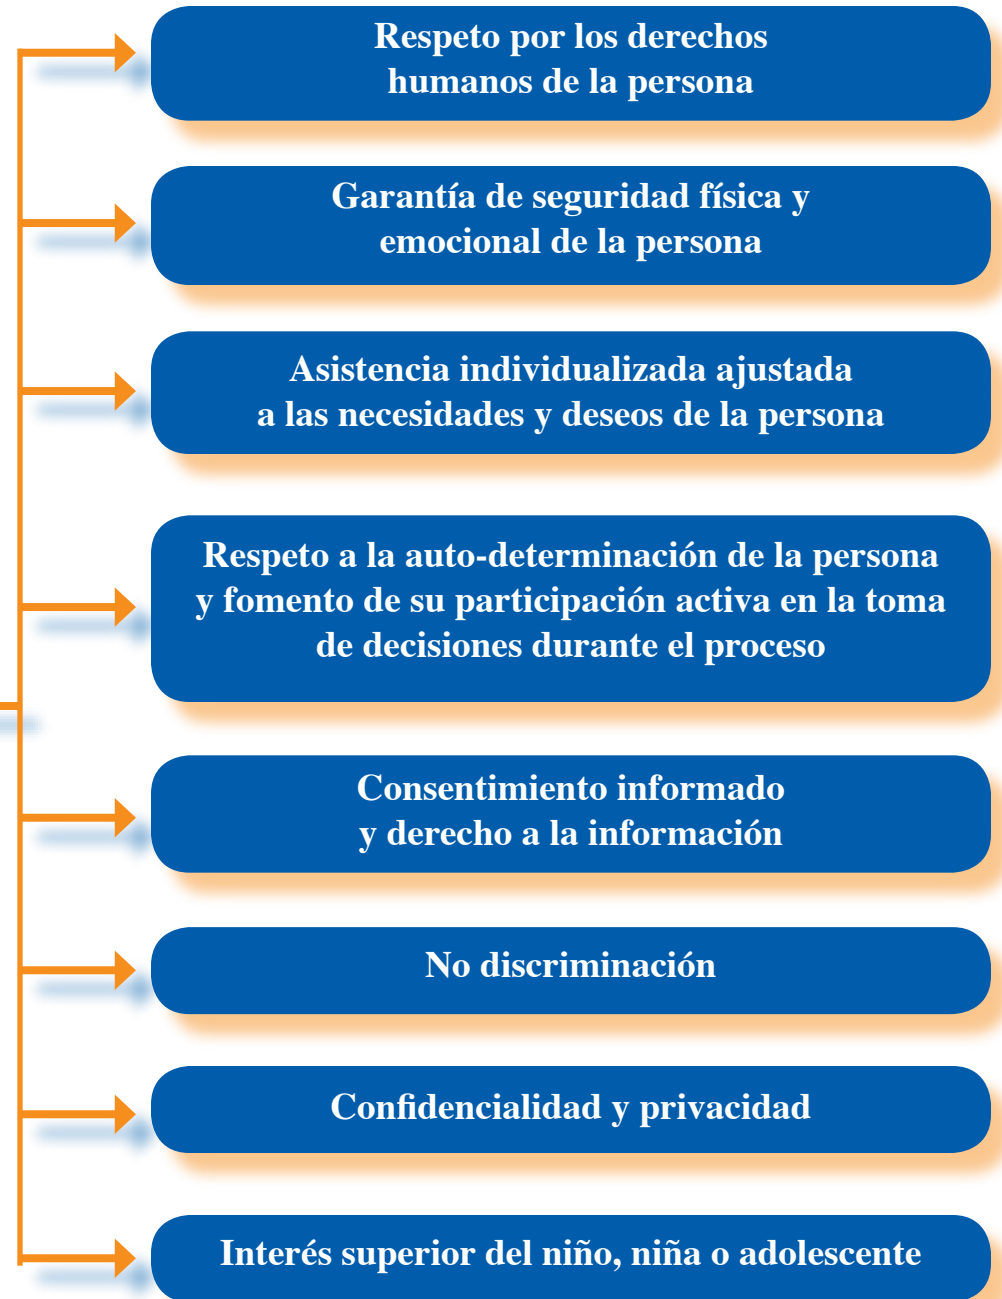 Respeto por los derechos
humanos de la persona
Garantía de seguridad física y
emocional de la persona
Asistencia individualizada ajustada
a las necesidades y deseos de la persona
Respeto a la auto-determinación de la persona
y fomento de su participación activa en la toma
de decisiones durante el proceso
Consentimiento informado
y derecho a la información
No discriminación
Confidencialidad y privacidad
Interés superior del niño, niña o adolescente